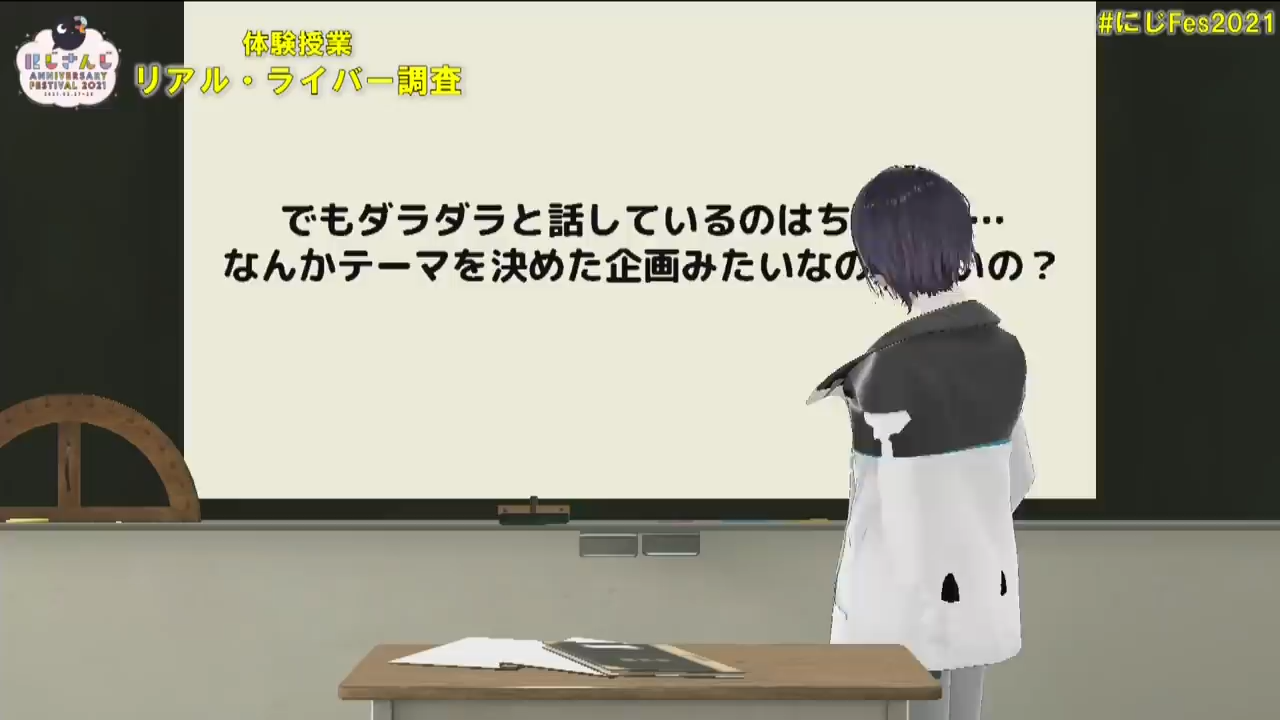 にじさんじ
ANNIVERSARY
FESTIVAL 2021
体験授業
リアル・ライバー調査
#にじFes2021
でもダラダラと話しているのはち…
なんかテーマを決めた企画みたいなの いの？